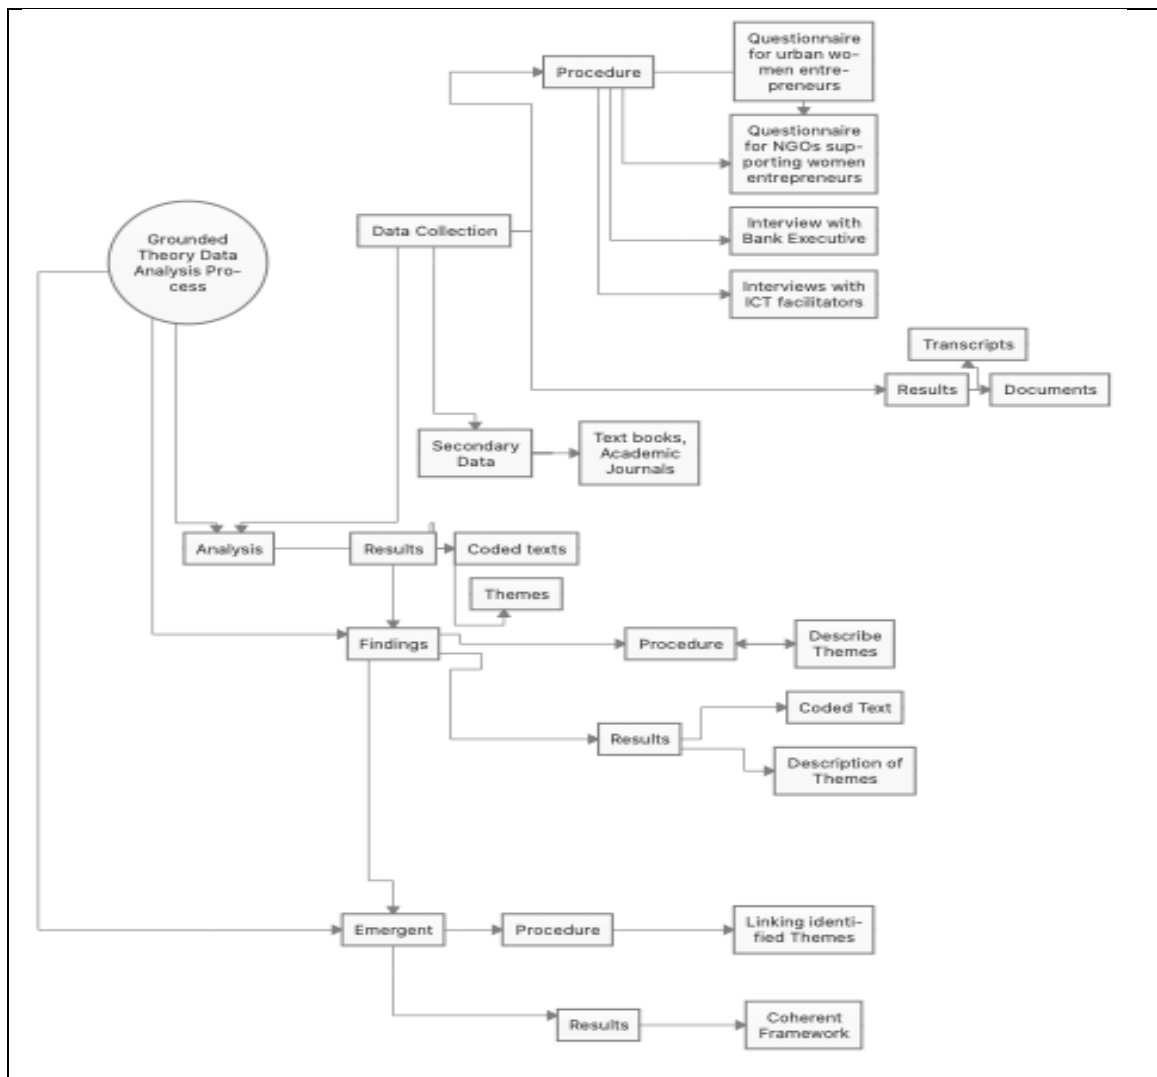 Questionnaire
for urban wo-
men entre-
preneurs
Procedure
Questionnaire
for NGOs sup-
porting women
entrepreneurs
Grounded
Theory Data
Analysis Pro-
cess
Data Collection
Interview with
Bank Executive
Interviews with
ICT facilitators
Transcripts
Results
Documents
Secondary
Data
Text books,
Academic
Journals
Analysis
Results
Coded texts
Themes
Findings
Procedure
Describe
Themes
Coded Text
Results
Description of
Themes
Emergent
Procedure
Linking identi-
fied Themes
Results
Coherent
Framework